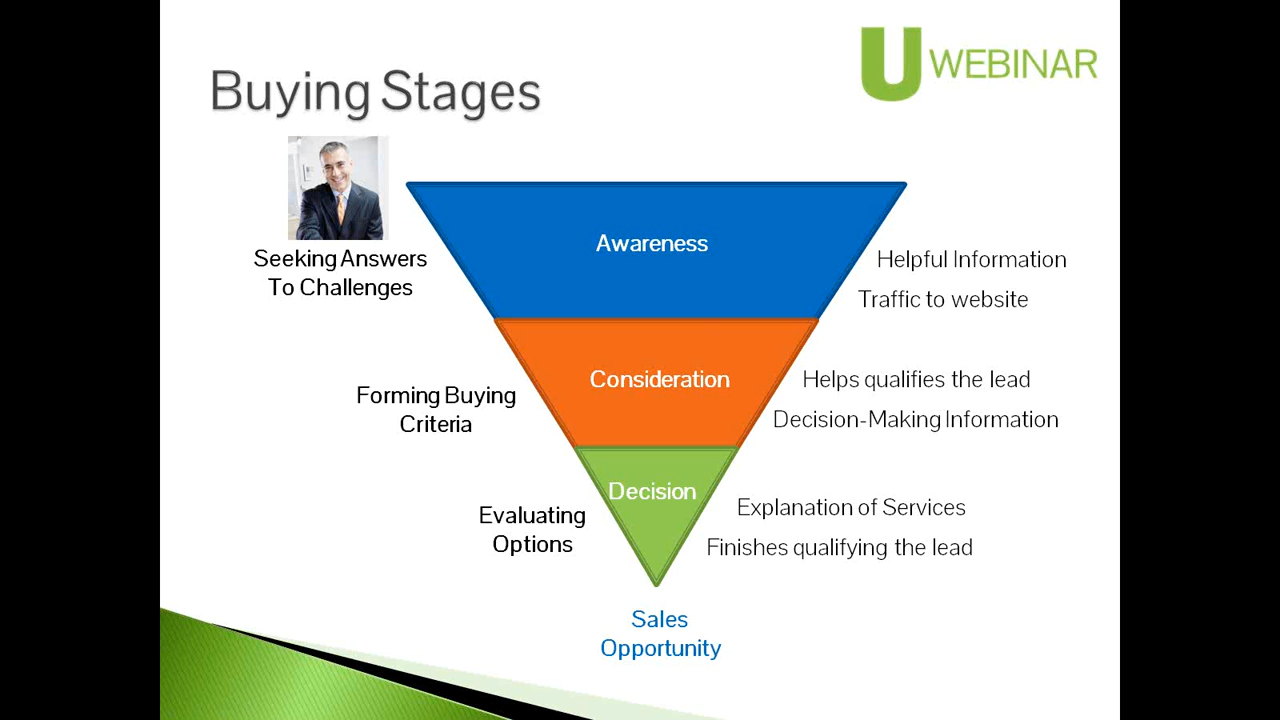 Buying Stages
U WEBINAR
Awareness
Seeking Answers
To Challenges
Helpful Information
Traffic to website
Consideration
Forming Buying
Criteria
Helps qualifies the lead
Decision-Making Information
Decision
Evaluating
Options
Explanation of Services
Finishes qualifying the lead
Sales
Opportunity